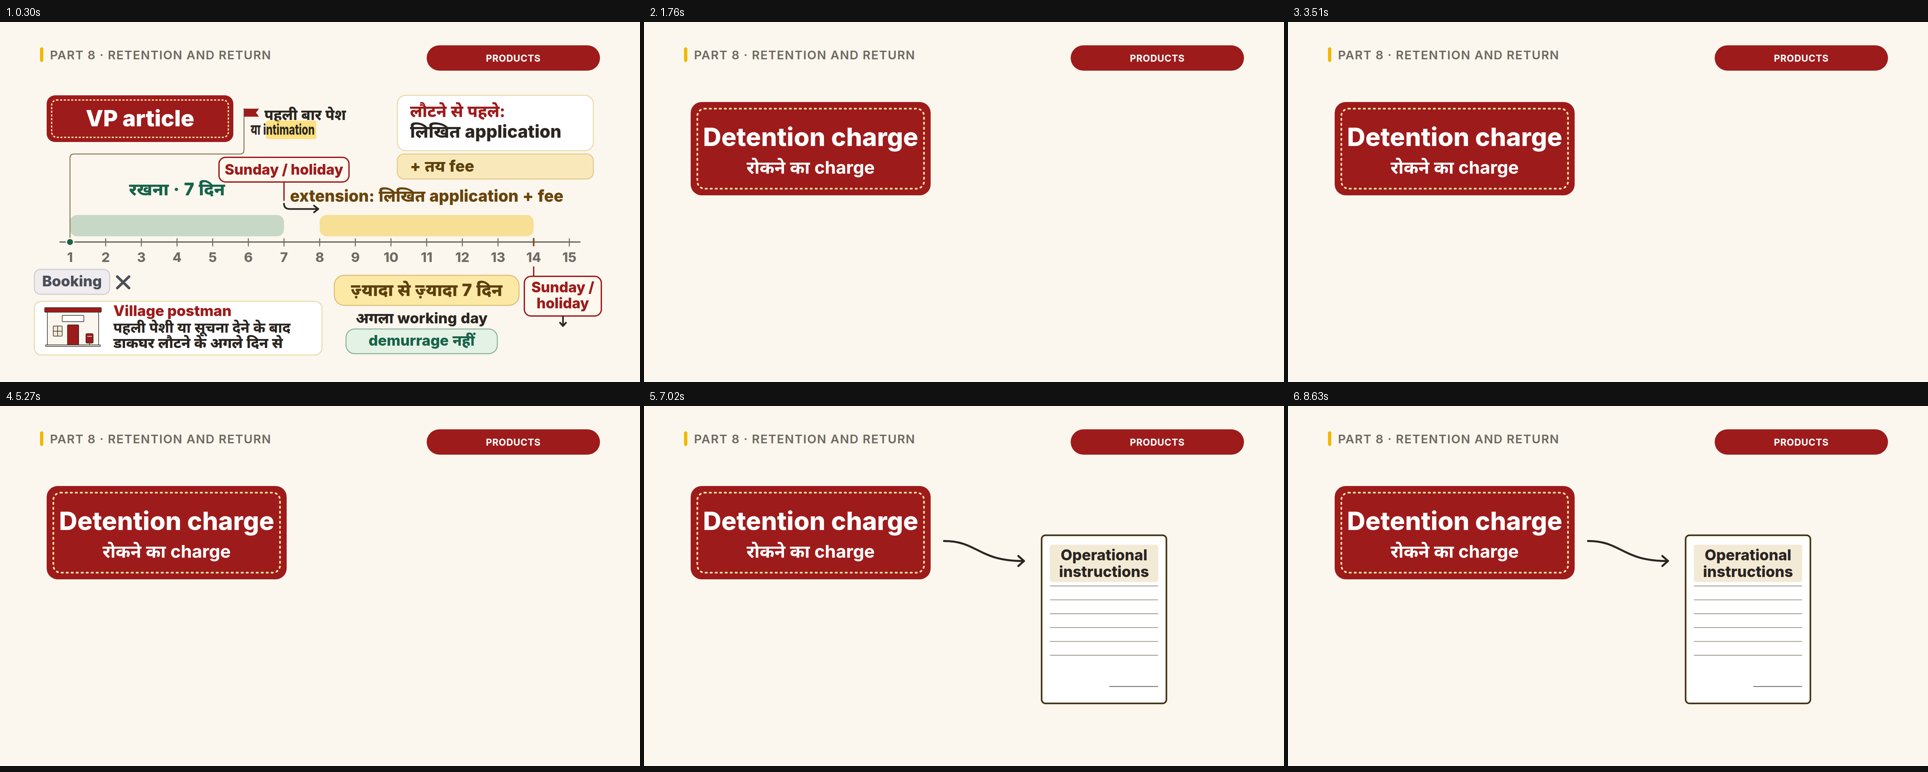 1. 0.30s
PART 8 · RETENTION AND RETURN
PRODUCTS
VP article
पहली बार पेश
या intimation
लौटने से पहले:
लिखित application
+ तय fee
Sunday / holiday
रखना · 7 दिन
extension: लिखित application + fee
1 2 3 4 5 6 7 8 9 10 11 12 13 14 15
Booking
ज़्यादा से ज़्यादा 7 दिन
Sunday /
holiday
Village postman
पहली पेशी या सूचना देने के बाद
डाकघर लौटने के अगले दिन से
अगला working day
demurrage नहीं
2. 1.76s
PART 8 · RETENTION AND RETURN
PRODUCTS
Detention charge
रोकने का charge
3. 3.51s
PART 8 · RETENTION AND RETURN
PRODUCTS
Detention charge
रोकने का charge
4. 5.27s
PART 8 · RETENTION AND RETURN
PRODUCTS
Detention charge
रोकने का charge
5. 7.02s
PART 8 · RETENTION AND RETURN
PRODUCTS
Detention charge
रोकने का charge
Operational
instructions
6. 8.63s
PART 8 · RETENTION AND RETURN
PRODUCTS
Detention charge
रोकने का charge
Operational
instructions